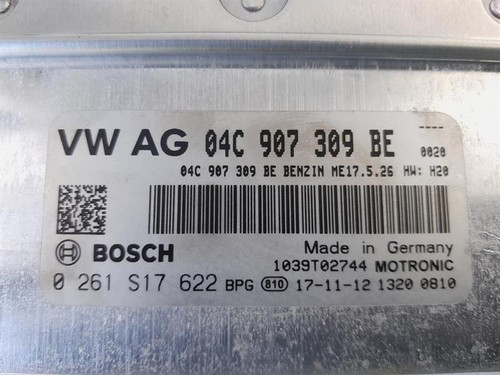 VW AG 04C 907 309 BE ----
0020
04C 907 309 BE BENZIN ME17.5.26 HW: H20
BOSCH
Made in Germany
1039T02744 MOTRONIC
0 261 S17 622 BPG 810 17-11-12 1320 0810